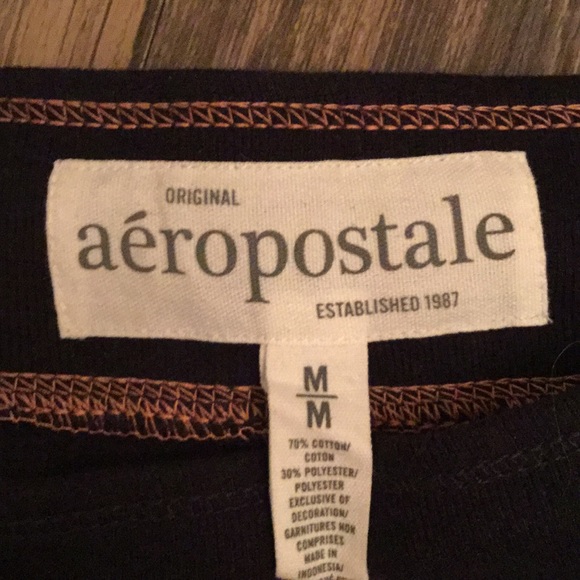 ORIGINAL
aéropostale
ESTABLISHED 1987
M
M
70% COTTON/
COTON
30% POLYESTER/
POLYESTER
EXCLUSIVE OF
DECORATION/
GARNITURES NON
COMPRISES
MADE IN
INDONESIA/